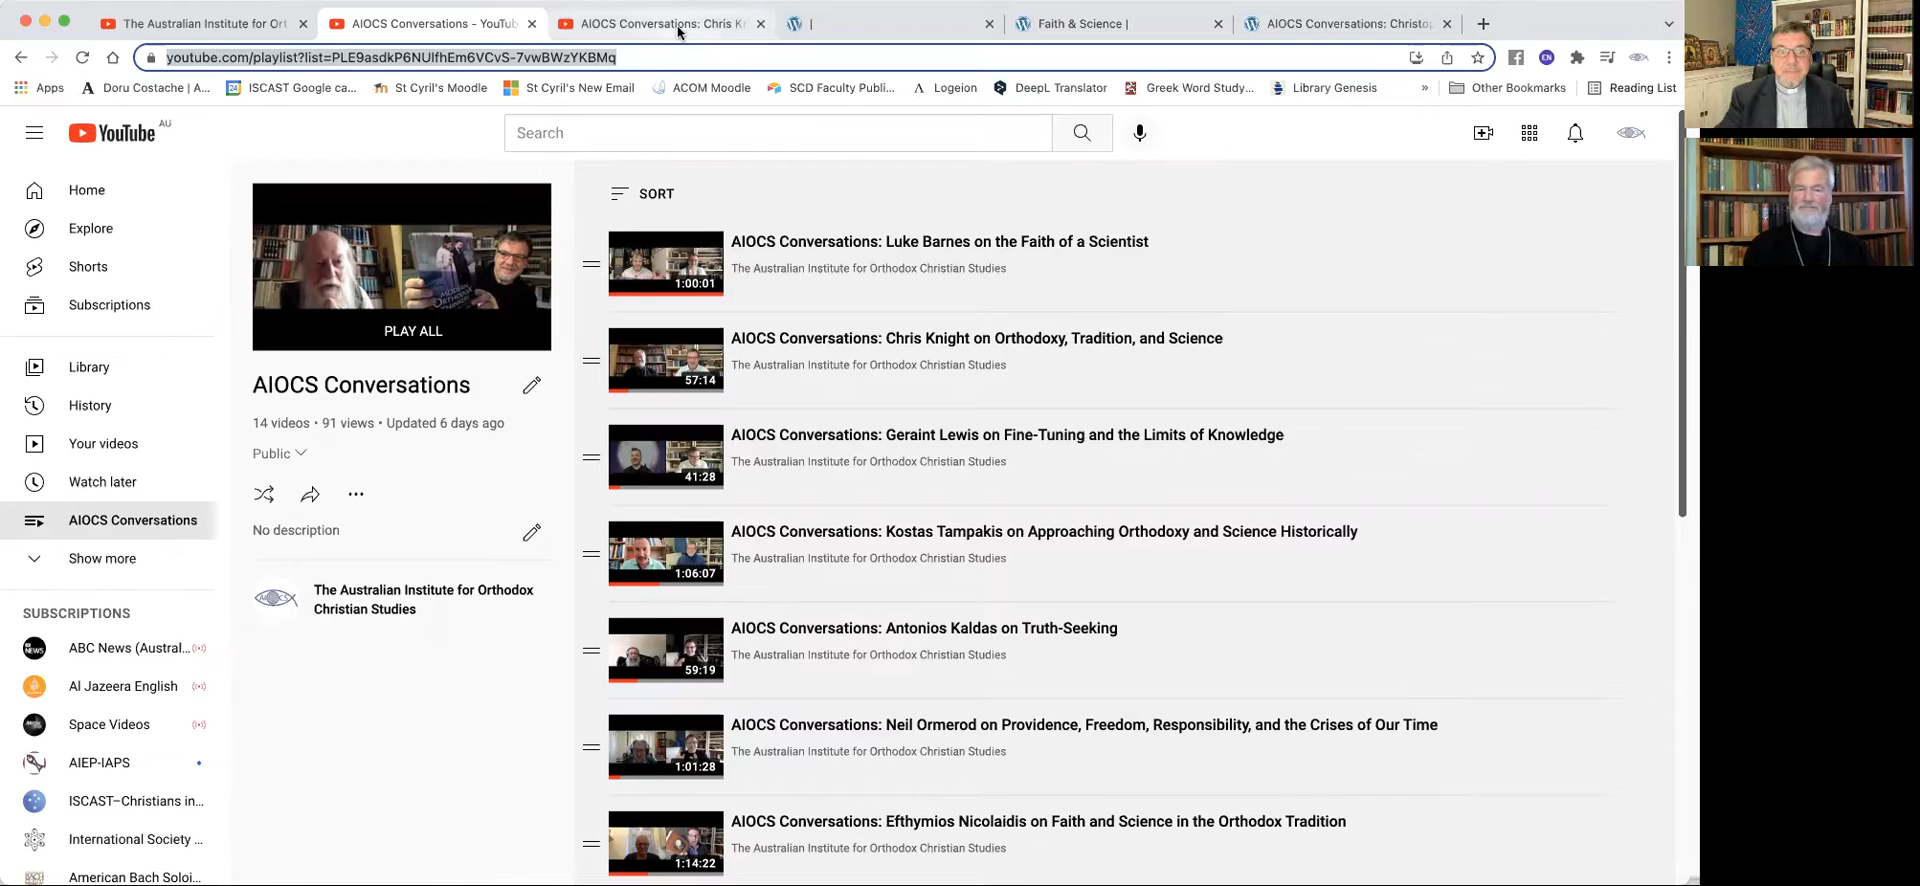 The Australian Institute for Ort
AIOCS Conversations - YouTub
AIOCS Conversations: Chris Kn
|
Faith & Science |
AIOCS Conversations: Christop
youtube.com/playlist?list=PLE9asdkP6NUlfhEm6VCvS-7vwBWzYKBMq
EN
Apps
Doru Costache | A...
24
ISCAST Google ca...
St Cyril's Moodle
St Cyril's New Email
ACOM Moodle
SCD Faculty Publ...
Logeion
DeepL Translator
Greek Word Study...
Library Genesis
»
Other Bookmarks
Reading List
YouTube AU
Search
Home
Explore
Shorts
Subscriptions
Library
History
Your videos
Watch later
AIOCS Conversations
Show more
SUBSCRIPTIONS
ABC News (Austral...
Al Jazeera English
Space Videos
AIEP-IAPS
ISCAST–Christians in...
International Society ...
American Bach Soloi...
MODERN
ORTHODOX
THINKERS
PLAY ALL
AIOCS Conversations
14 videos • 91 views • Updated 6 days ago
Public
No description
AIOCS
The Australian Institute for Orthodox
Christian Studies
SORT
AIOCS Conversations: Luke Barnes on the Faith of a Scientist
The Australian Institute for Orthodox Christian Studies
1:00:01
AIOCS Conversations: Chris Knight on Orthodoxy, Tradition, and Science
The Australian Institute for Orthodox Christian Studies
57:14
AIOCS Conversations: Geraint Lewis on Fine-Tuning and the Limits of Knowledge
The Australian Institute for Orthodox Christian Studies
41:28
AIOCS Conversations: Kostas Tampakis on Approaching Orthodoxy and Science Historically
The Australian Institute for Orthodox Christian Studies
1:06:07
AIOCS Conversations: Antonios Kaldas on Truth-Seeking
The Australian Institute for Orthodox Christian Studies
59:19
AIOCS Conversations: Neil Ormerod on Providence, Freedom, Responsibility, and the Crises of Our Time
The Australian Institute for Orthodox Christian Studies
1:01:28
AIOCS Conversations: Efthymios Nicolaidis on Faith and Science in the Orthodox Tradition
The Australian Institute for Orthodox Christian Studies
1:14:22